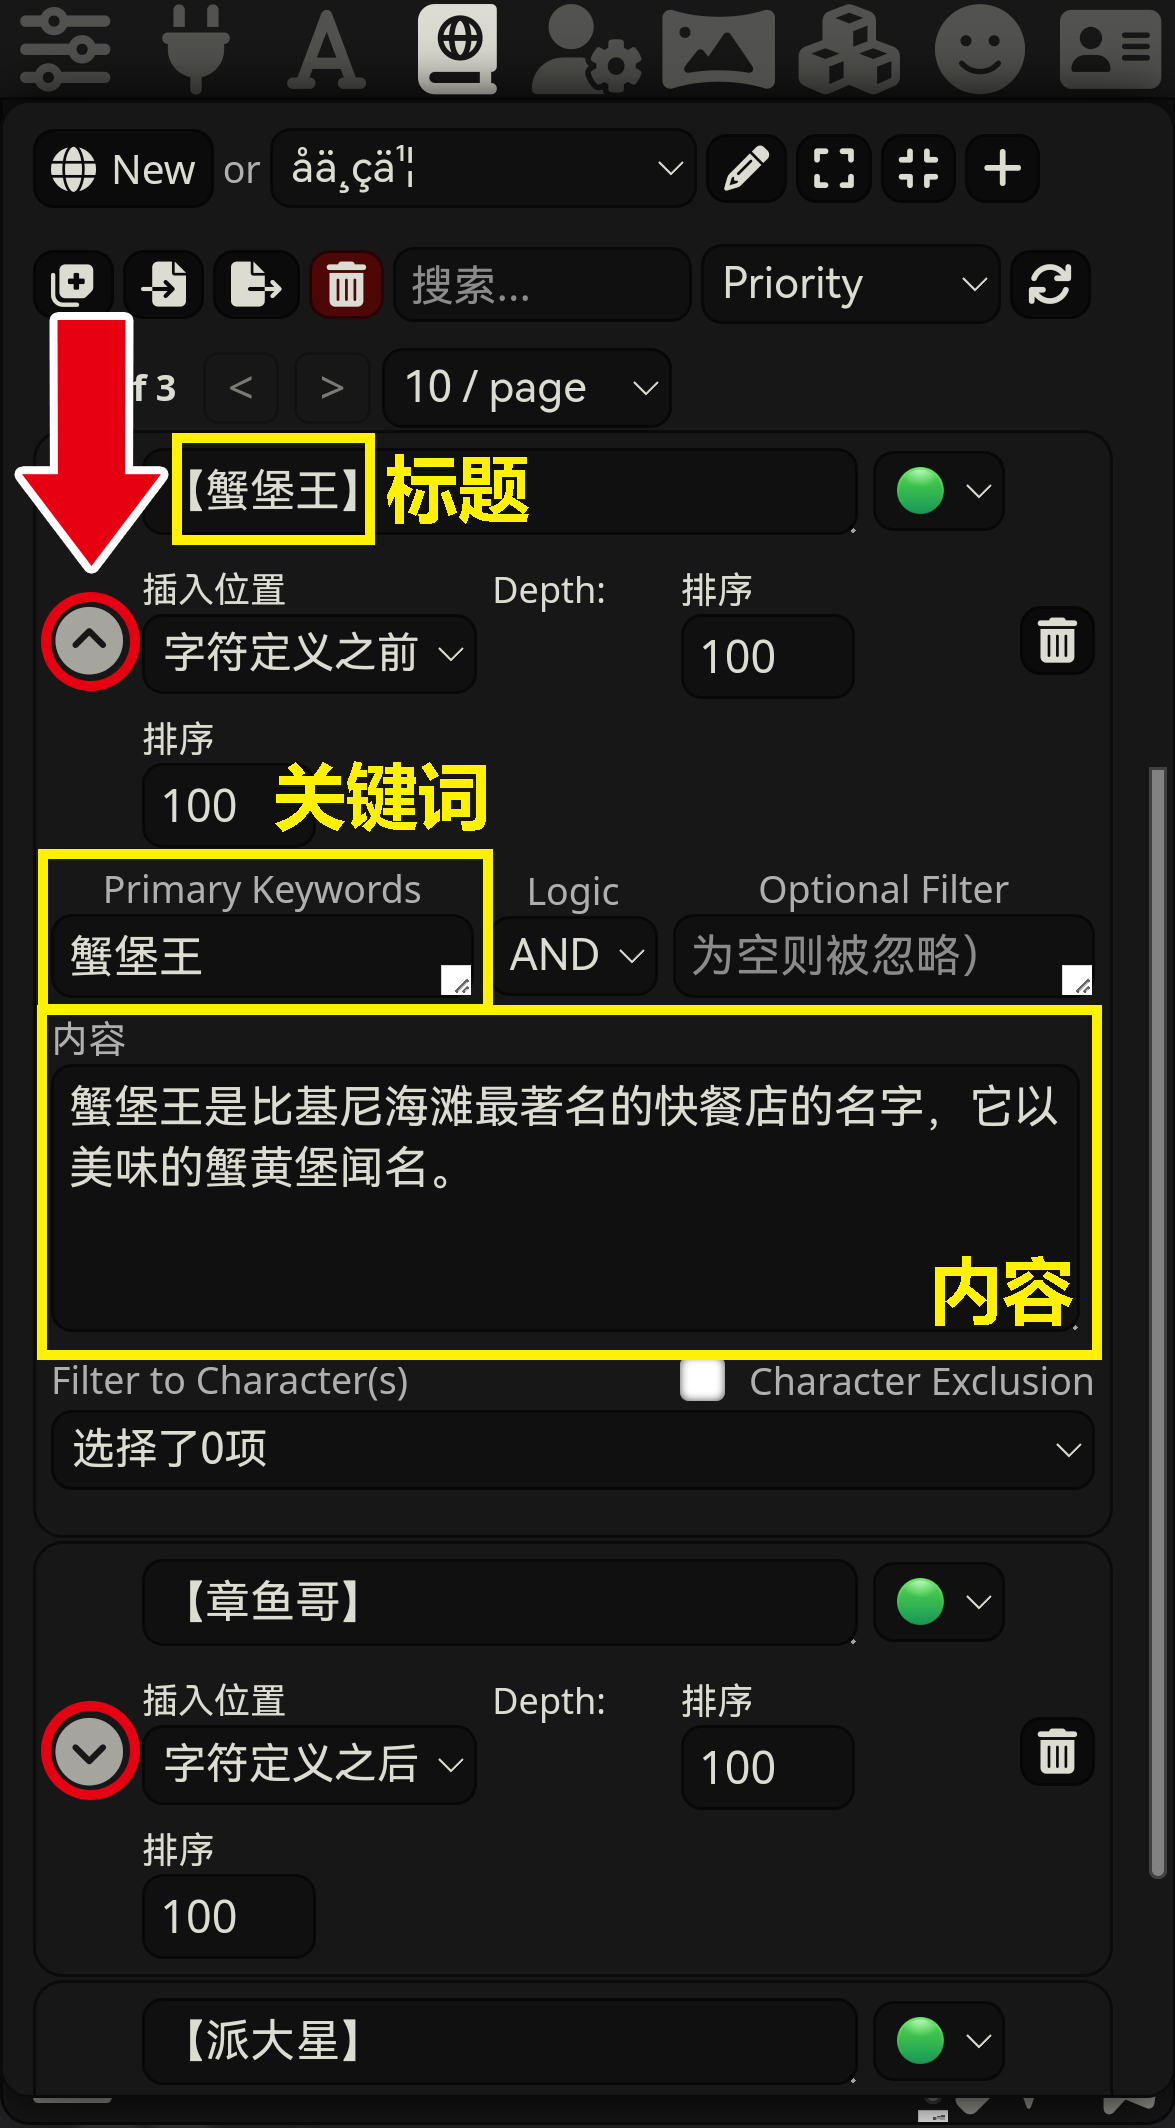 New or åä¸çä¹¦
搜索... Priority
f 3 < > 10 / page
【蟹堡王】 标题
插入位置 Depth: 排序
字符定义之前 100
排序
100 关键词
Primary Keywords Logic Optional Filter
蟹堡王 AND 为空则被忽略）
内容
蟹堡王是比基尼海滩最著名的快餐店的名字，它以
美味的蟹黄堡闻名。
内容
Filter to Character(s) Character Exclusion
选择了0项
【章鱼哥】
插入位置 Depth: 排序
字符定义之后 100
排序
100
【派大星】